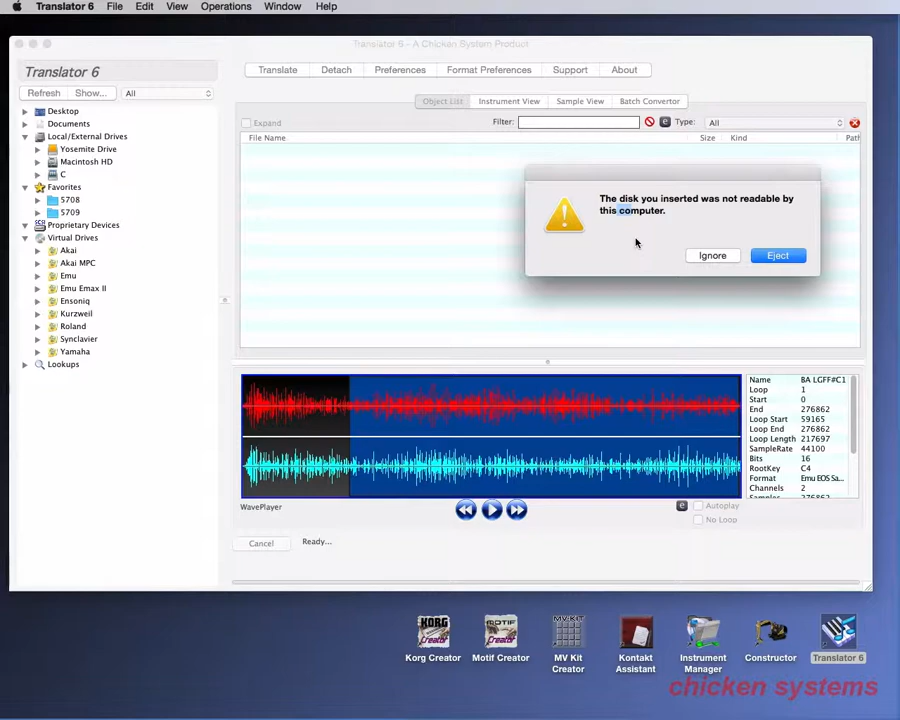 Translator 6 File Edit View Operations Window Help
Translator 6 - A Chicken System Product
Translator 6
Translate Detach Preferences Format Preferences Support About
Refresh Show... All
Object List Instrument View Sample View Batch Convertor
Expand Filter: e Type: All
File Name Size Kind Path
Desktop
Documents
Local/External Drives
Yosemite Drive
Macintosh HD
C
Favorites
5708
5709
Proprietary Devices
Virtual Drives
Akai
Akai MPC
Emu
Emu Emax II
Ensoniq
Kurzweil
Roland
Synclavier
Yamaha
Lookups
The disk you inserted was not readable by
this computer.
Ignore Eject
Name BA LGFF#C1
Loop 1
Start 0
End 276862
Loop Start 59165
Loop End 276862
Loop Length 217697
SampleRate 44100
Bits 16
RootKey C4
Format Emu EOS Sa...
Channels 2
Samples 276862
WavePlayer e Autoplay
No Loop
Cancel Ready...
KORG Creator
MOTIF Creator
MV-KIT
Korg Creator
Motif Creator
MV Kit
Creator
Kontakt
Assistant
Instrument
Manager
Constructor
Translator 6
chicken systems